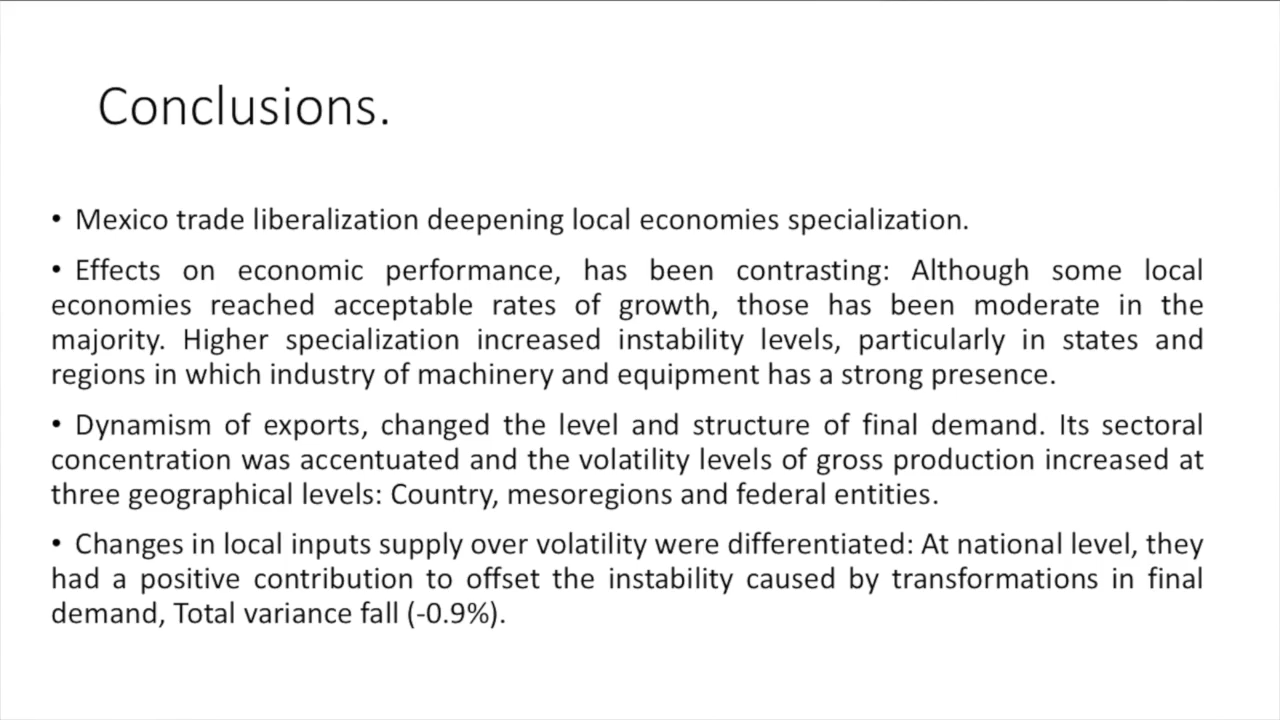 Conclusions.
• Mexico trade liberalization deepening local economies specialization.
• Effects on economic performance, has been contrasting: Although some local
economies reached acceptable rates of growth, those has been moderate in the
majority. Higher specialization increased instability levels, particularly in states and
regions in which industry of machinery and equipment has a strong presence.
• Dynamism of exports, changed the level and structure of final demand. Its sectoral
concentration was accentuated and the volatility levels of gross production increased at
three geographical levels: Country, mesoregions and federal entities.
• Changes in local inputs supply over volatility were differentiated: At national level, they
had a positive contribution to offset the instability caused by transformations in final
demand, Total variance fall (-0.9%).